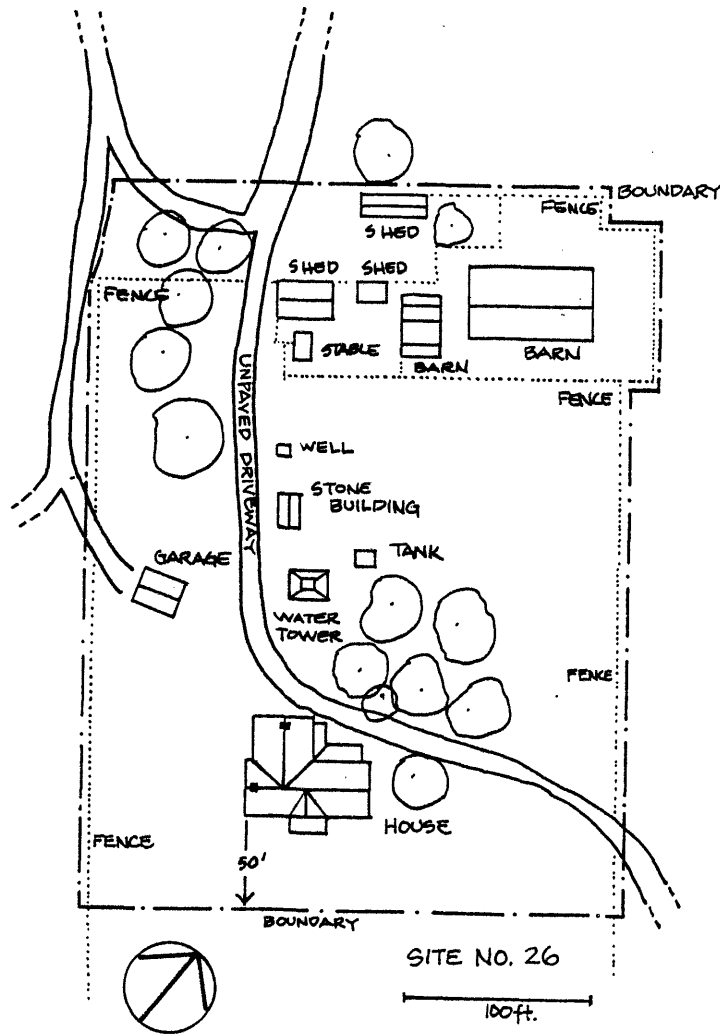 BOUNDARY
FENCE
SHED
SHED
SHED
FENCE
STABLE
BARN
BARN
FENCE
UNPAVED DRIVEWAY
WELL
STONE
BUILDING
GARAGE
TANK
WATER
TOWER
FENKE
HOUSE
FENCE
50'
BOUNDARY
SITE NO. 26
100ft.